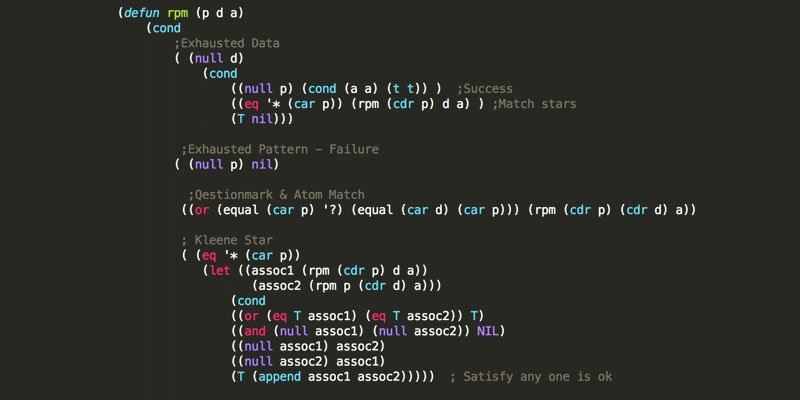 (defun rpm (p d a)
(cond
;Exhausted Data
( (null d)
(cond
((null p) (cond (a a) (t t)) ) ;Success
((eq '* (car p)) (rpm (cdr p) d a) ) ;Match stars
(T nil)))
;Exhausted Pattern – Failure
( (null p) nil)
;Qestionmark & Atom Match
((or (equal (car p) '?) (equal (car d) (car p))) (rpm (cdr p) (cdr d) a))
; Kleene Star
( (eq '* (car p))
(let ((assoc1 (rpm (cdr p) d a))
(assoc2 (rpm p (cdr d) a)))
(cond
((or (eq T assoc1) (eq T assoc2)) T)
((and (null assoc1) (null assoc2)) NIL)
((null assoc1) assoc2)
((null assoc2) assoc1)
(T (append assoc1 assoc2))))) ; Satisfy any one is ok